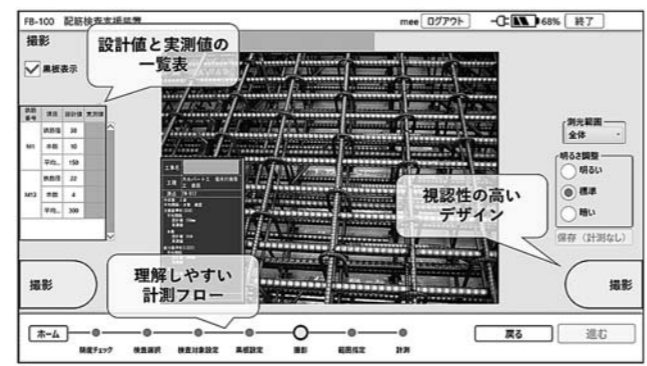 FB-100 配筋検査支援装置
mee
ログアウト
68%
終了
撮影
黒板表示
設計値と実測値の
一覧表
鉄筋番号 項目 設計値 実測値
M1
鉄筋径 38
本数 10
平均... 150
M13
鉄筋径 22
本数 4
平均... 300
工事名
工種
測光範囲
全体
明るさ調整
明るい
標準
暗い
保存（計測なし）
視認性の高い
デザイン
理解しやすい
計測フロー
撮影
撮影
ホーム
精度チェック
検査選択
検査対象設定
黒板設定
撮影
範囲指定
計測
戻る
進む